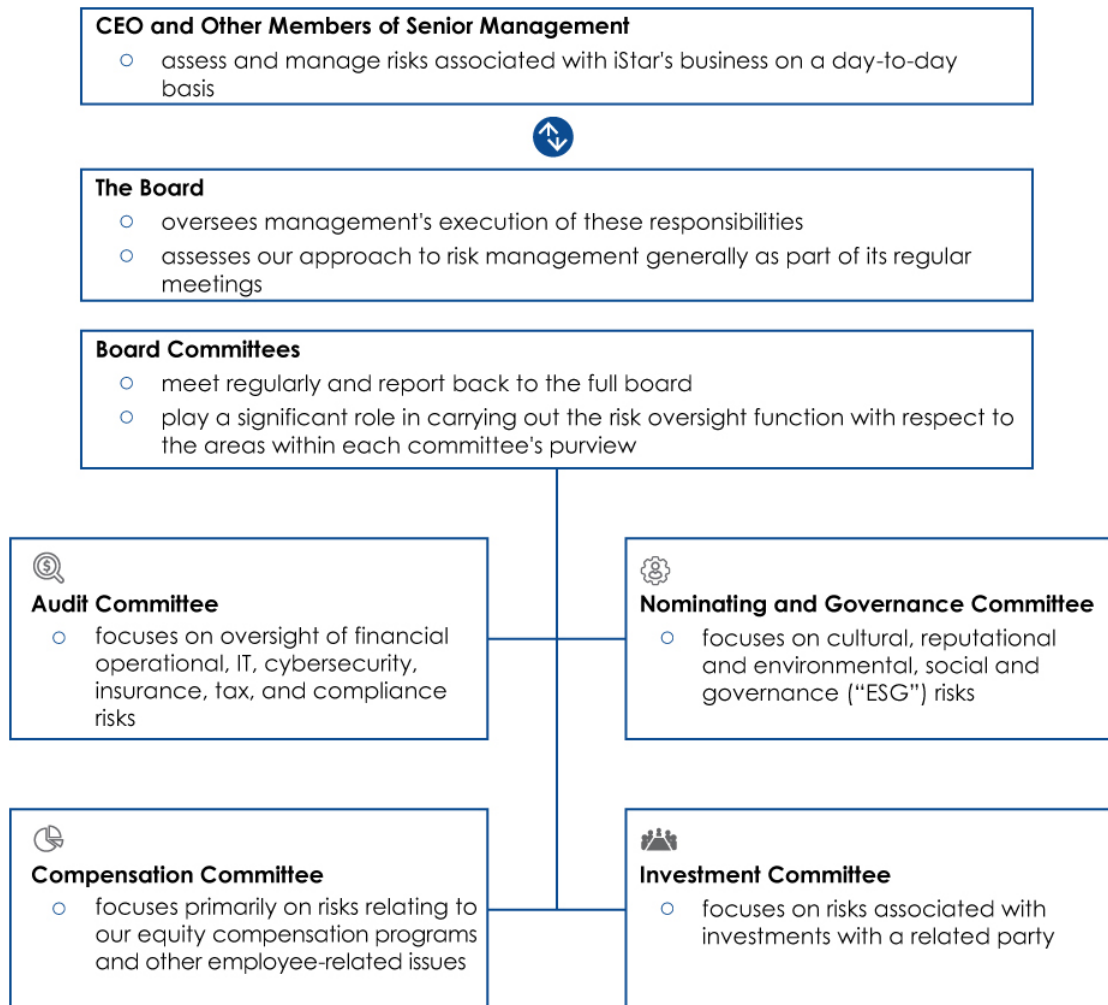 CEO and Other Members of Senior Management
○ assess and manage risks associated with iStar's business on a day-to-day
basis
The Board
○ oversees management's execution of these responsibilities
○ assesses our approach to risk management generally as part of its regular
meetings
Board Committees
○ meet regularly and report back to the full board
○ play a significant role in carrying out the risk oversight function with respect to
the areas within each committee's purview
Audit Committee
○ focuses on oversight of financial
operational, IT, cybersecurity,
insurance, tax, and compliance
risks
Nominating and Governance Committee
○ focuses on cultural, reputational
and environmental, social and
governance (“ESG”) risks
Compensation Committee
○ focuses primarily on risks relating to
our equity compensation programs
and other employee-related issues
Investment Committee
○ focuses on risks associated with
investments with a related party